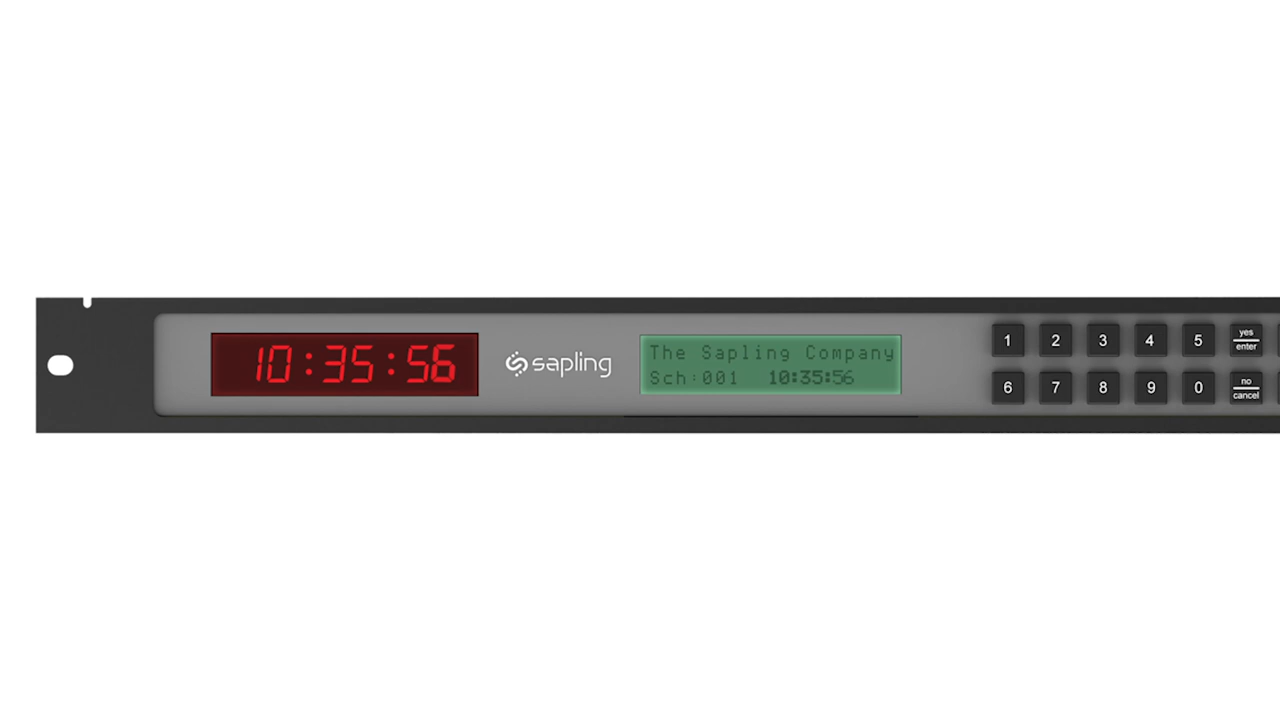 10:35:56
sapling
The Sapling Company
Sch:001 10:35:56
1 2 3 4 5 yes enter
6 7 8 9 0 no cancel